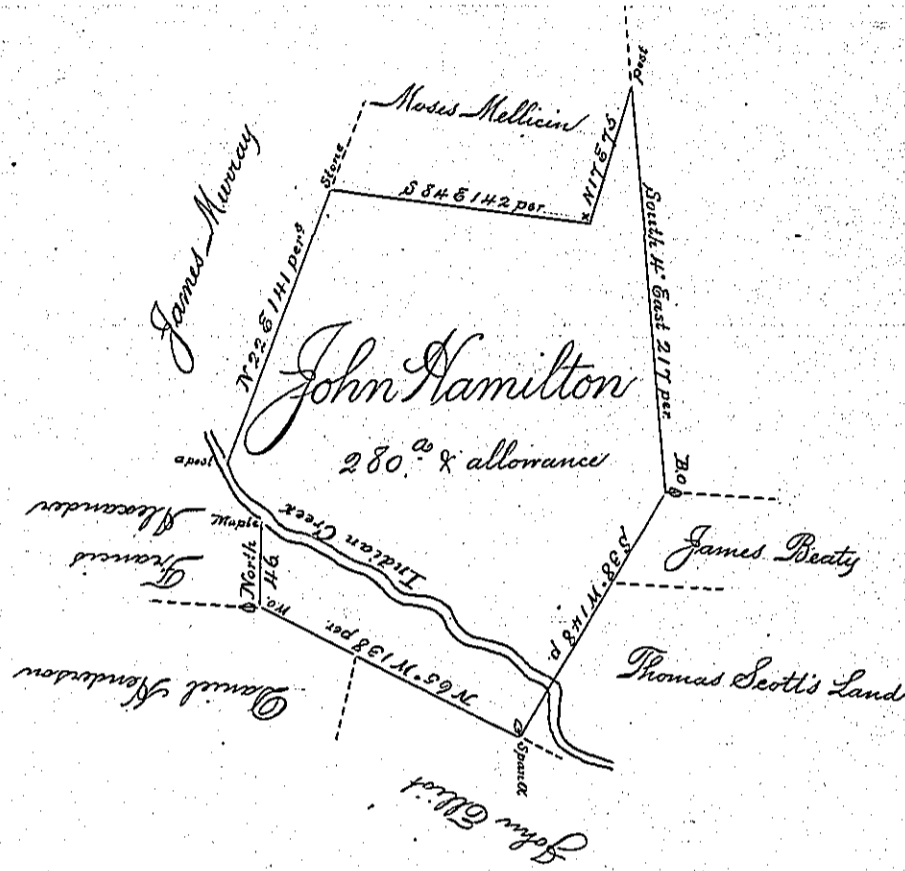 post
Moses Mellicin
James Murray
Stone
S 84 E 142 per.
N 17 E 75
x
South 4° East 217 per.
N 22 E 141 pers
John Hamilton
280 ac & allowance
a post
Indian Creek
Maple
Francis Alexander
North 46
W.o.
B.o
James Beaty
S 38° W 148 p.
Thomas Scott's Land
N 65° W 138 per.
Daniel Henderson
John Elliot